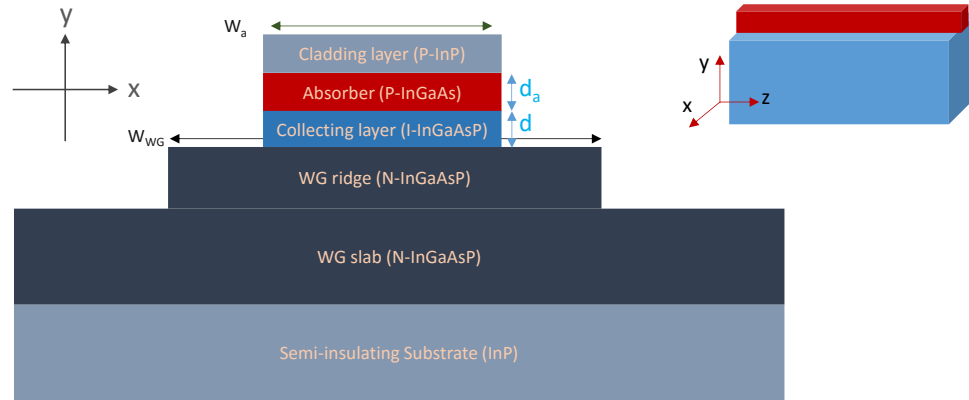 y
x
Wa
Cladding layer (P-InP)
Absorber (P-InGaAs)
da
Collecting layer (I-InGaAsP)
d
WWG
WG ridge (N-InGaAsP)
WG slab (N-InGaAsP)
Semi-insulating Substrate (InP)
y
x
z